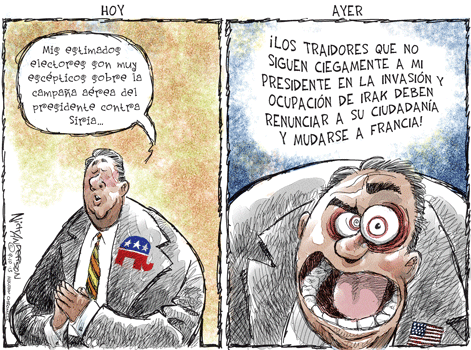 HOY
Mis estimados
electores son muy
escépticos sobre la
campaña aérea del
presidente contra
Siria...
AYER
¡LOS TRAIDORES QUE NO
SIGUEN CIEGAMENTE A MI
PRESIDENTE EN LA INVASIÓN Y
OCUPACIÓN DE IRAK DEBEN
RENUNCIAR A SU CIUDADANÍA
Y MUDARSE A FRANCIA!